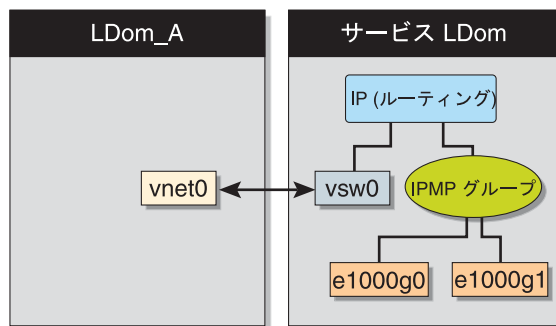 LDom_A
サービス LDom
IP (ルーティング)
vnet0
vsw0
IPMP グループ
e1000g0
e1000g1